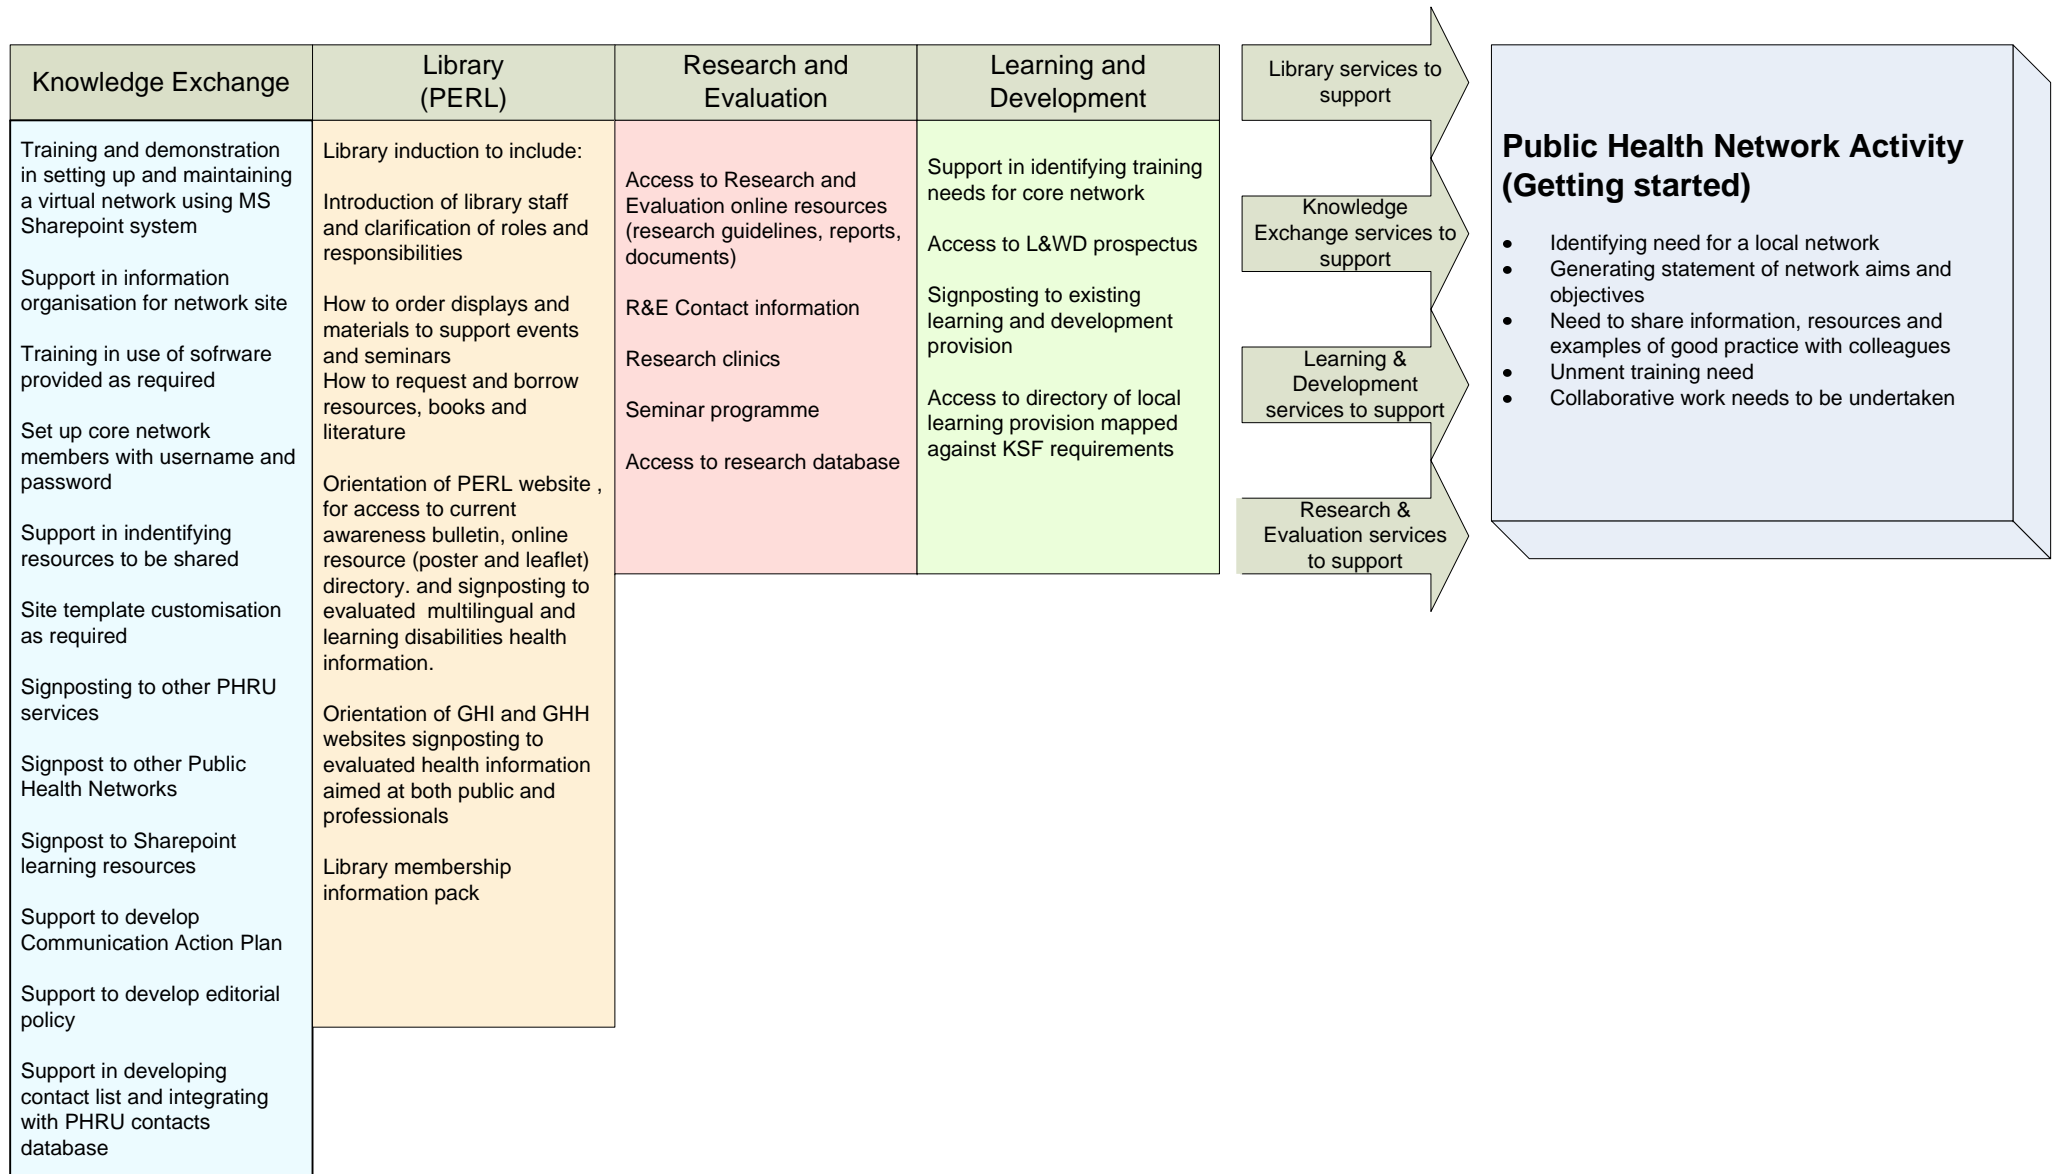 Knowledge Exchange
Training and demonstration
in setting up and maintaining
a virtual network using MS
Sharepoint system
Support in information
organisation for network site
Training in use of sofrware
provided as required
Set up core network
members with username and
password
Support in indentifying
resources to be shared
Site template customisation
as required
Signposting to other PHRU
services
Signpost to other Public
Health Networks
Signpost to Sharepoint
learning resources
Support to develop
Communication Action Plan
Support to develop editorial
policy
Support in developing
contact list and integrating
with PHRU contacts
database
Library
(PERL)
Library induction to include:
Introduction of library staff
and clarification of roles and
responsibilities
How to order displays and
materials to support events
and seminars
How to request and borrow
resources, books and
literature
Orientation of PERL website ,
for access to current
awareness bulletin, online
resource (poster and leaflet)
directory. and signposting to
evaluated  multilingual and
learning disabilities health
information.
Orientation of GHI and GHH
websites signposting to
evaluated health information
aimed at both public and
professionals
Library membership
information pack
Research and
Evaluation
Access to Research and
Evaluation online resources
(research guidelines, reports,
documents)
R&E Contact information
Research clinics
Seminar programme
Access to research database
Learning and
Development
Support in identifying training
needs for core network
Access to L&WD prospectus
Signposting to existing
learning and development
provision
Access to directory of local
learning provision mapped
against KSF requirements
Library services to
support
Knowledge
Exchange services to
support
Learning &
Development
services to support
Research &
Evaluation services
to support
Public Health Network Activity
(Getting started)
• Identifying need for a local network
• Generating statement of network aims and
objectives
• Need to share information, resources and
examples of good practice with colleagues
• Unment training need
• Collaborative work needs to be undertaken